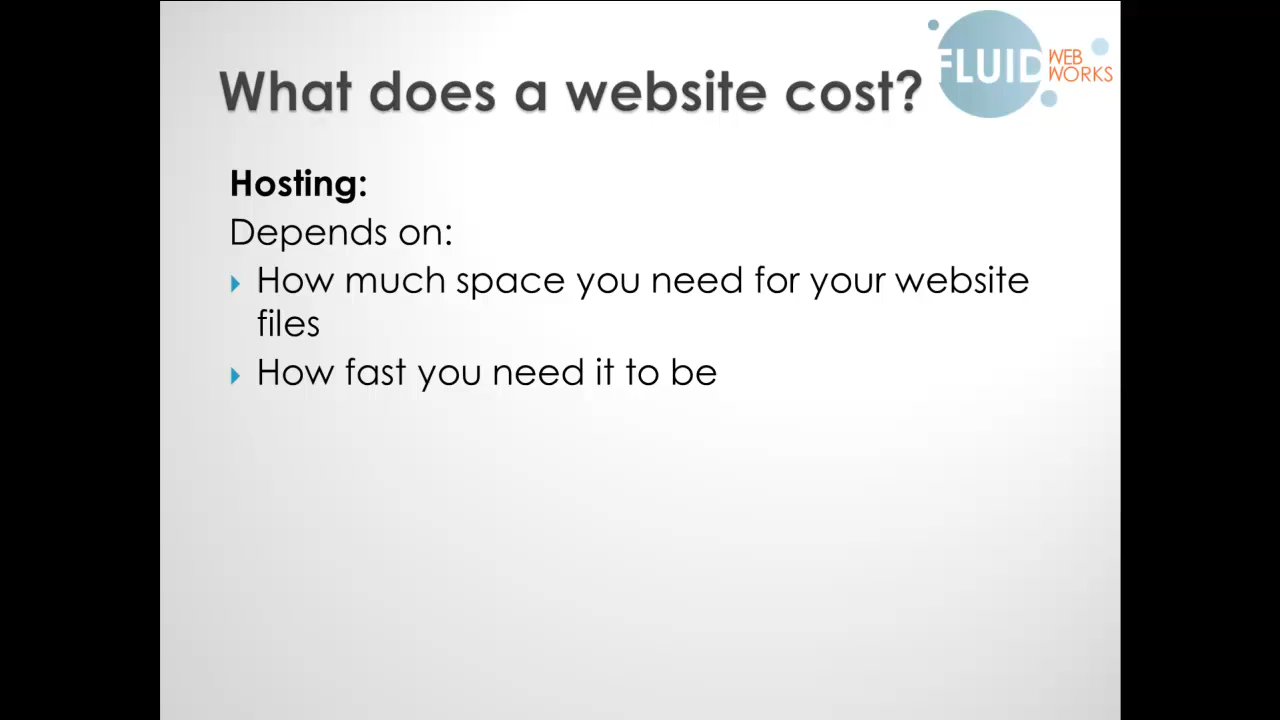 What does a website cost?
FLUID WEB
WORKS
Hosting:
Depends on:
How much space you need for your website
files
How fast you need it to be